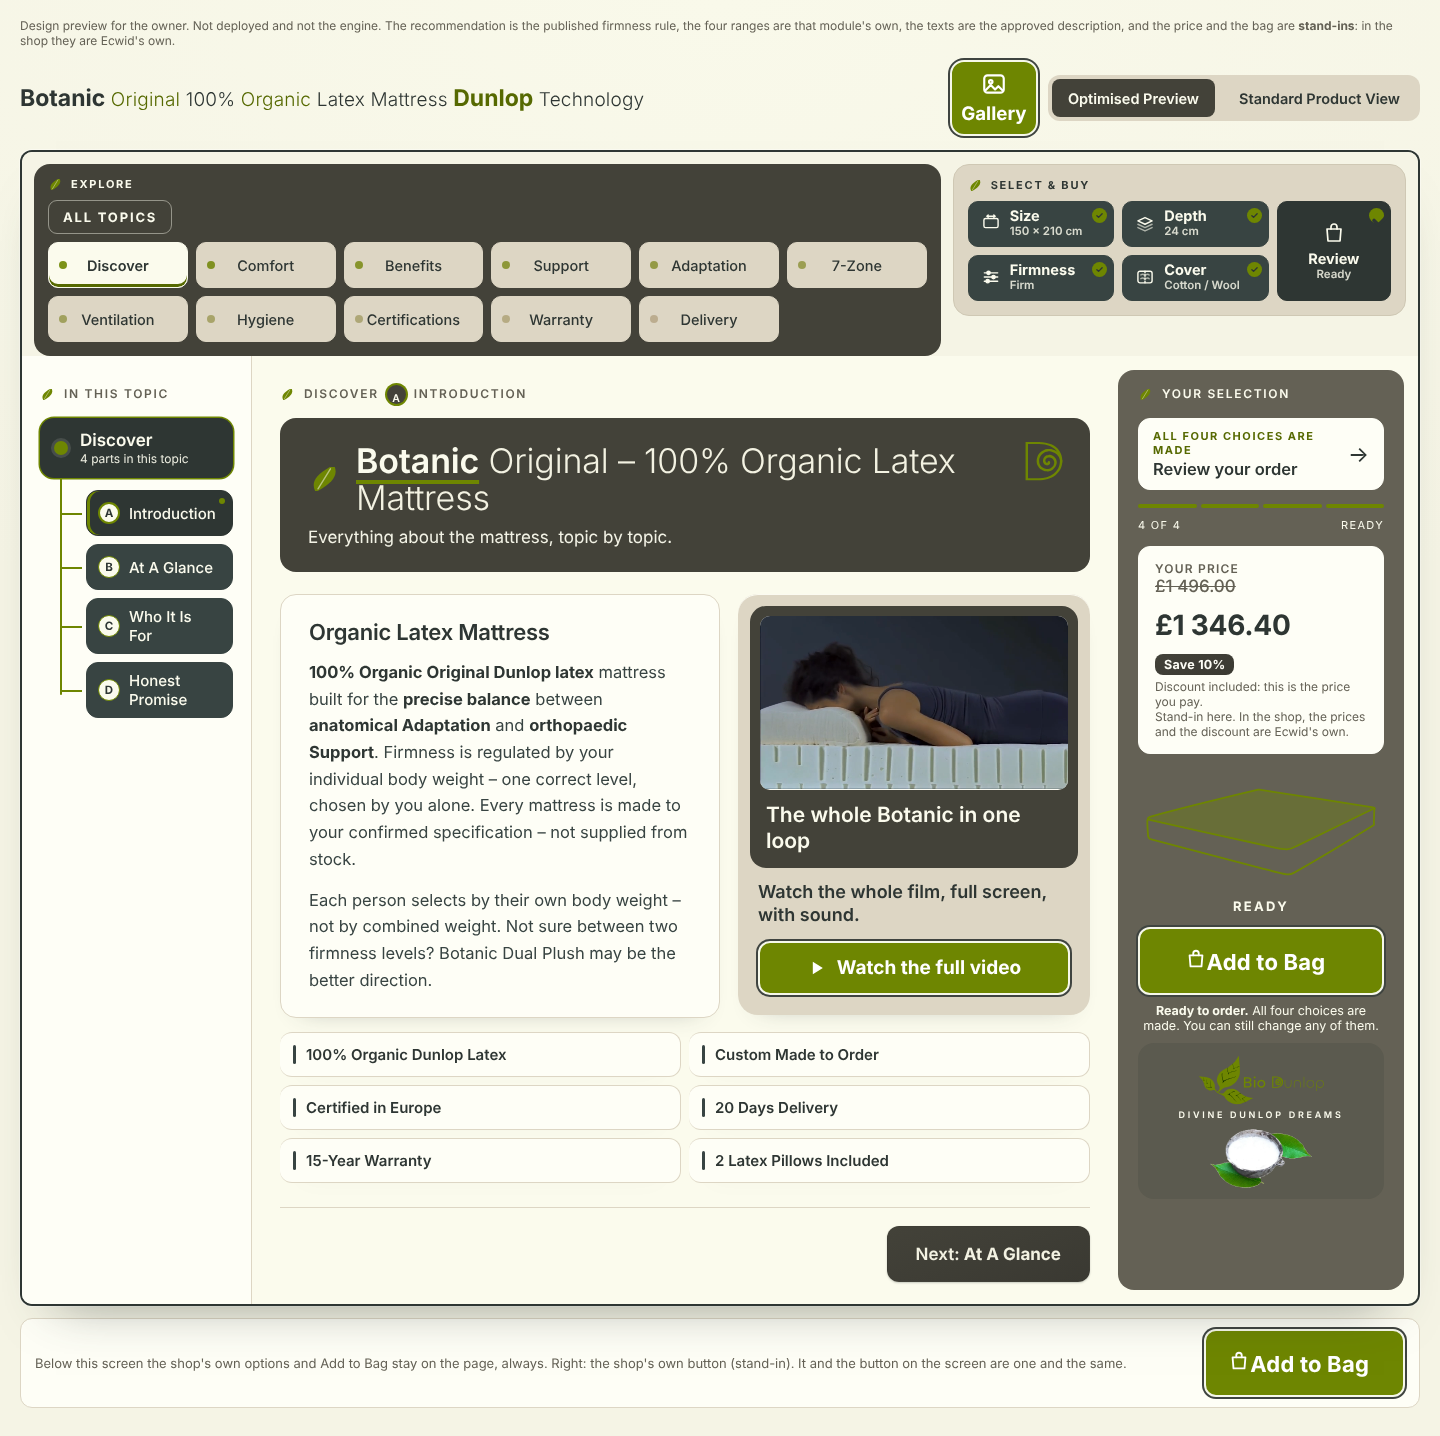 Design preview for the owner. Not deployed and not the engine. The recommendation is the published firmness rule, the four ranges are that module's own, the texts are the approved description, and the price and the bag are stand-ins: in the
shop they are Ecwid's own.
Botanic Original 100% Organic Latex Mattress Dunlop Technology
Gallery
Optimised Preview
Standard Product View
EXPLORE
ALL TOPICS
Discover
Comfort
Benefits
Support
Adaptation
7-Zone
Ventilation
Hygiene
Certifications
Warranty
Delivery
SELECT & BUY
Size
150 × 210 cm
Depth
24 cm
Firmness
Firm
Cover
Cotton / Wool
Review
Ready
IN THIS TOPIC
Discover
4 parts in this topic
A Introduction
B At A Glance
C Who It Is
For
D Honest
Promise
DISCOVER A INTRODUCTION
Botanic Original – 100% Organic Latex
Mattress
Everything about the mattress, topic by topic.
Organic Latex Mattress
100% Organic Original Dunlop latex mattress
built for the precise balance between
anatomical Adaptation and orthopaedic
Support. Firmness is regulated by your
individual body weight – one correct level,
chosen by you alone. Every mattress is made to
your confirmed specification – not supplied from
stock.
Each person selects by their own body weight –
not by combined weight. Not sure between two
firmness levels? Botanic Dual Plush may be the
better direction.
The whole Botanic in one
loop
Watch the whole film, full screen,
with sound.
Watch the full video
100% Organic Dunlop Latex
Custom Made to Order
Certified in Europe
20 Days Delivery
15-Year Warranty
2 Latex Pillows Included
Next: At A Glance
YOUR SELECTION
ALL FOUR CHOICES ARE
MADE
Review your order
4 OF 4
READY
YOUR PRICE
£1 496.00
£1 346.40
Save 10%
Discount included: this is the price
you pay.
Stand-in here. In the shop, the prices
and the discount are Ecwid's own.
READY
Add to Bag
Ready to order. All four choices are
made. You can still change any of them.
Bio Dunlop
DIVINE DUNLOP DREAMS
Below this screen the shop's own options and Add to Bag stay on the page, always. Right: the shop's own button (stand-in). It and the button on the screen are one and the same.
Add to Bag